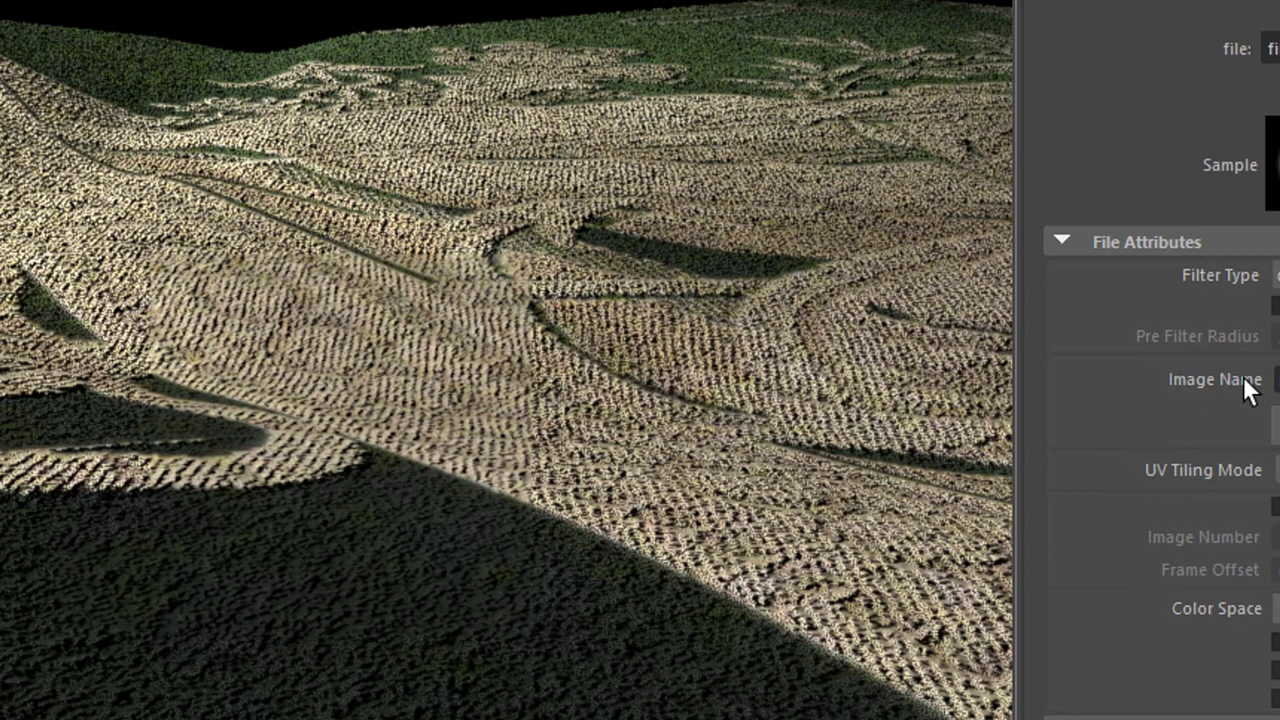 file:
fi
Sample
File Attributes
Filter Type
Pre Filter Radius
Image Name
UV Tiling Mode
Image Number
Frame Offset
Color Space